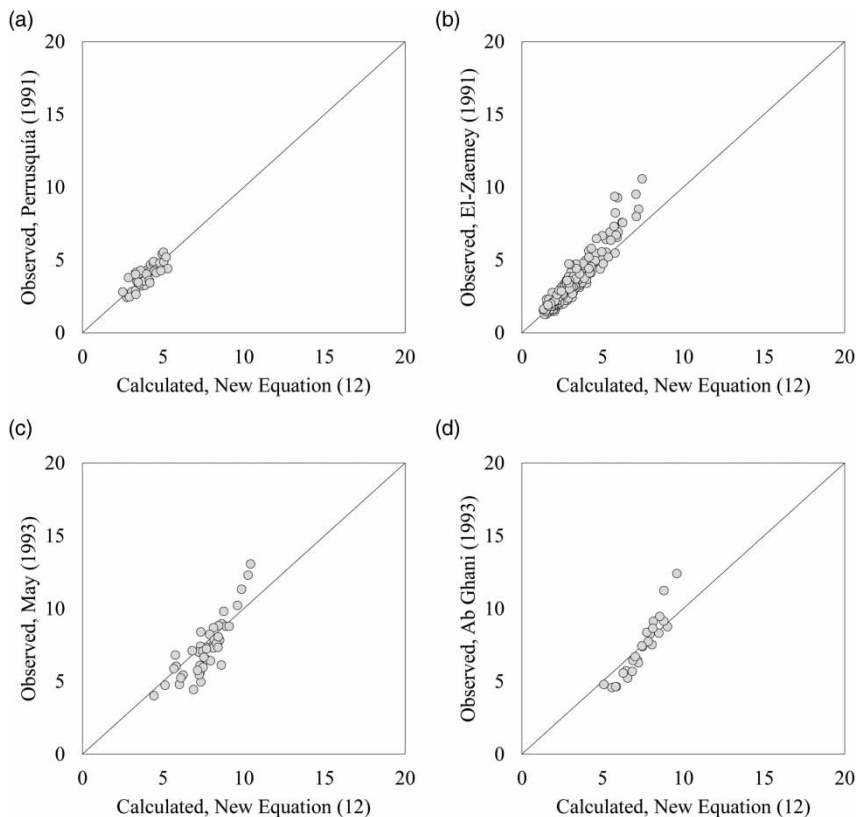 (a)
20
15
10
5
0
0 5 10 15 20
Observed, Perrusquía (1991)
Calculated, New Equation (12)
(b)
20
15
10
5
0
0 5 10 15 20
Observed, El-Zaemey (1991)
Calculated, New Equation (12)
(c)
20
15
10
5
0
0 5 10 15 20
Observed, May (1993)
Calculated, New Equation (12)
(d)
20
15
10
5
0
0 5 10 15 20
Observed, Ab Ghani (1993)
Calculated, New Equation (12)